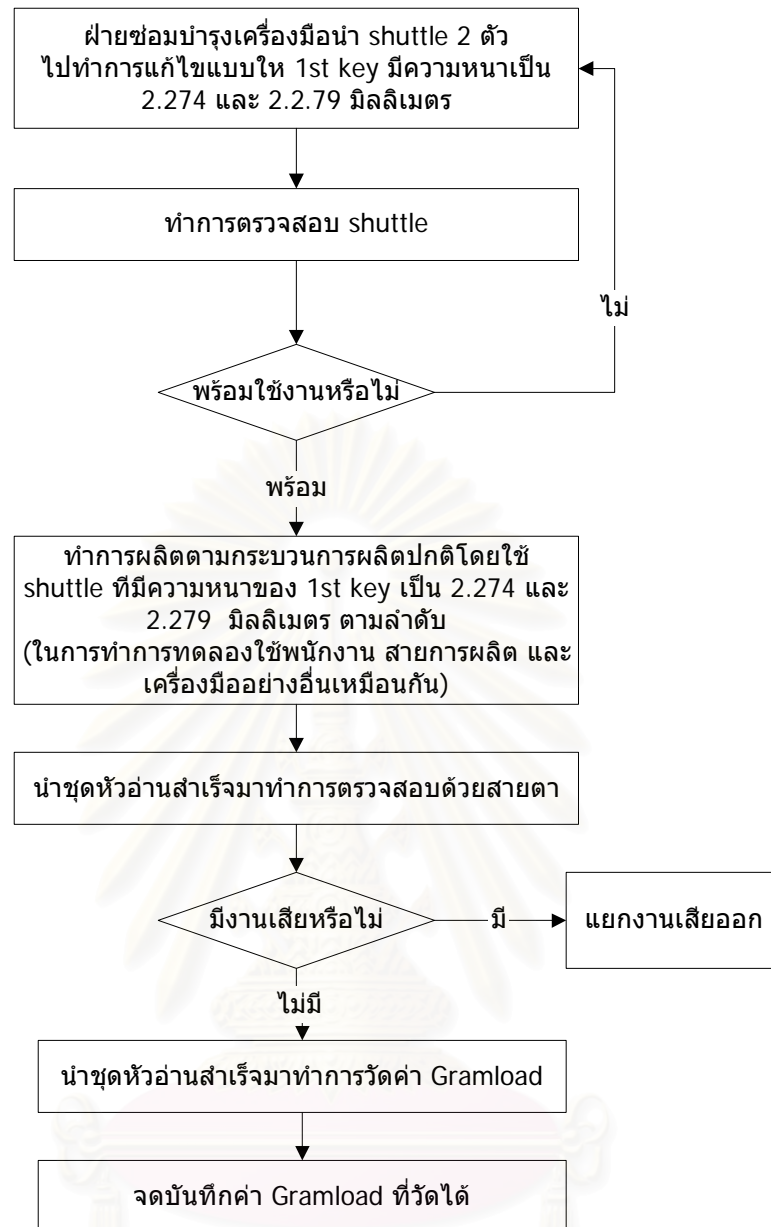 ฝ่ายซ่อมบำรุงเครื่องมือนำ shuttle 2 ตัว
ไปทำการแก้ไขแบบให 1st key มีความหนาเป็น
2.274 และ 2.2.79 มิลลิเมตร
ทำการตรวจสอบ shuttle
ไม่
พร้อมใช้งานหรือไม่
พร้อม
ทำการผลิตตามกระบวนการผลิตปกติโดยใช้
shuttle ที่มีความหนาของ 1st key เป็น 2.274 และ
2.279 มิลลิเมตร ตามลำดับ
(ในการทำการทดลองใช้พนักงาน สายการผลิต และ
เครื่องมืออย่างอื่นเหมือนกัน)
นำชุดหัวอ่านสำเร็จมาทำการตรวจสอบด้วยสายตา
มีงานเสียหรือไม่
มี
แยกงานเสียออก
ไม่มี
นำชุดหัวอ่านสำเร็จมาทำการวัดค่า Gramload
จดบันทึกค่า Gramload ที่วัดได้